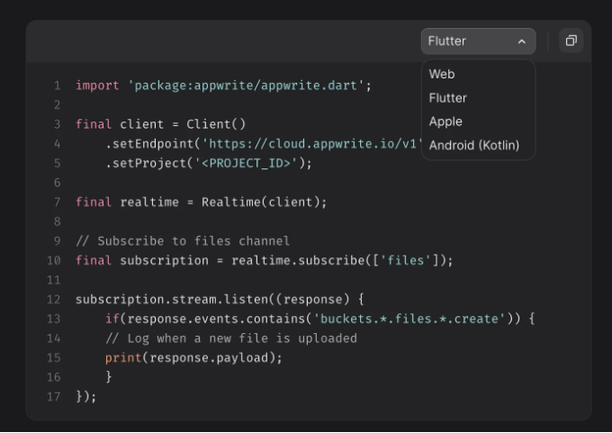 Flutter
Web
Flutter
Apple
Android (Kotlin)
1 import 'package:appwrite/appwrite.dart';
2
3 final client = Client()
4     .setEndpoint('https://cloud.appwrite.io/v1'
5     .setProject('<PROJECT_ID>');
6
7 final realtime = Realtime(client);
8
9 // Subscribe to files channel
10 final subscription = realtime.subscribe(['files']);
11
12 subscription.stream.listen((response) {
13     if(response.events.contains('buckets.*.files.*.create')) {
14     // Log when a new file is uploaded
15     print(response.payload);
16     }
17 });